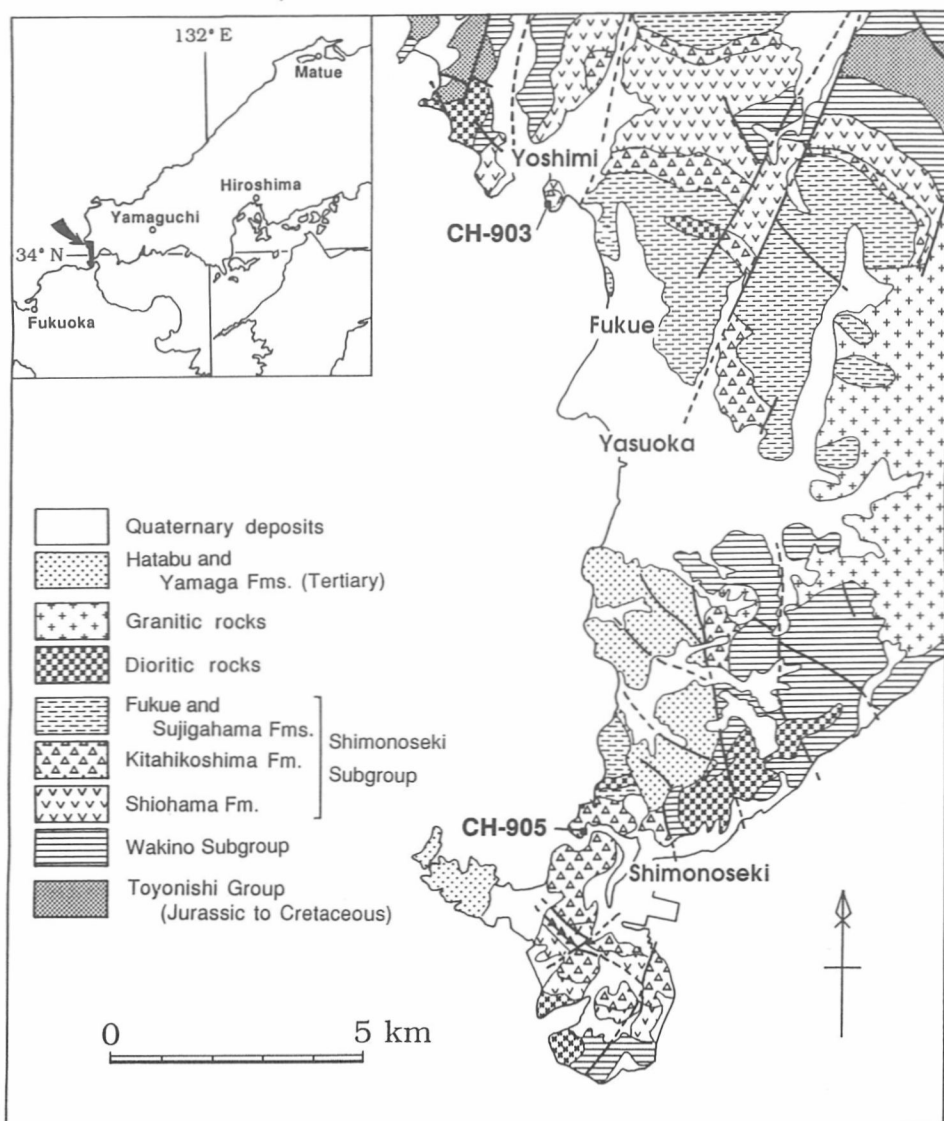 132° E
Matue
Hiroshima
Yamaguchi
34° N
Fukuoka
Yoshimi
CH-903
Fukue
Yasuoka
Quaternary deposits
Hatabu and
Yamaga Fms. (Tertiary)
Granitic rocks
Dioritic rocks
Fukue and
Sujigahama Fms.
Shimonoseki
Kitahikoshima Fm.
Subgroup
Shiohama Fm.
Wakino Subgroup
CH-905
Shimonoseki
Toyonishi Group
(Jurassic to Cretaceous)
0 5 km